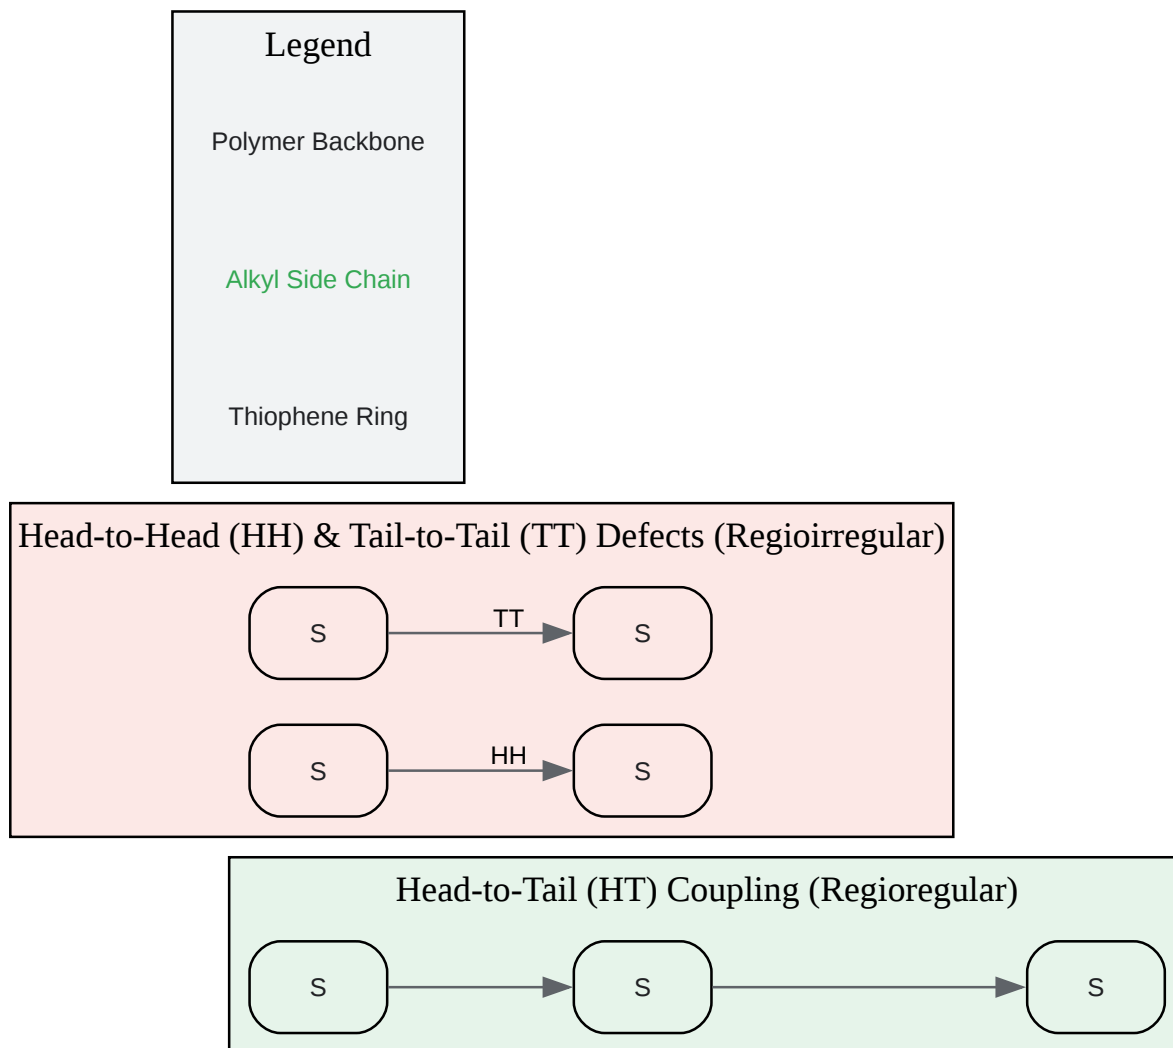 Legend
Polymer Backbone
Alkyl Side Chain
Thiophene Ring
Head-to-Head (HH) & Tail-to-Tail (TT) Defects (Regioirregular)
S TT S
S HH S
Head-to-Tail (HT) Coupling (Regioregular)
S S S